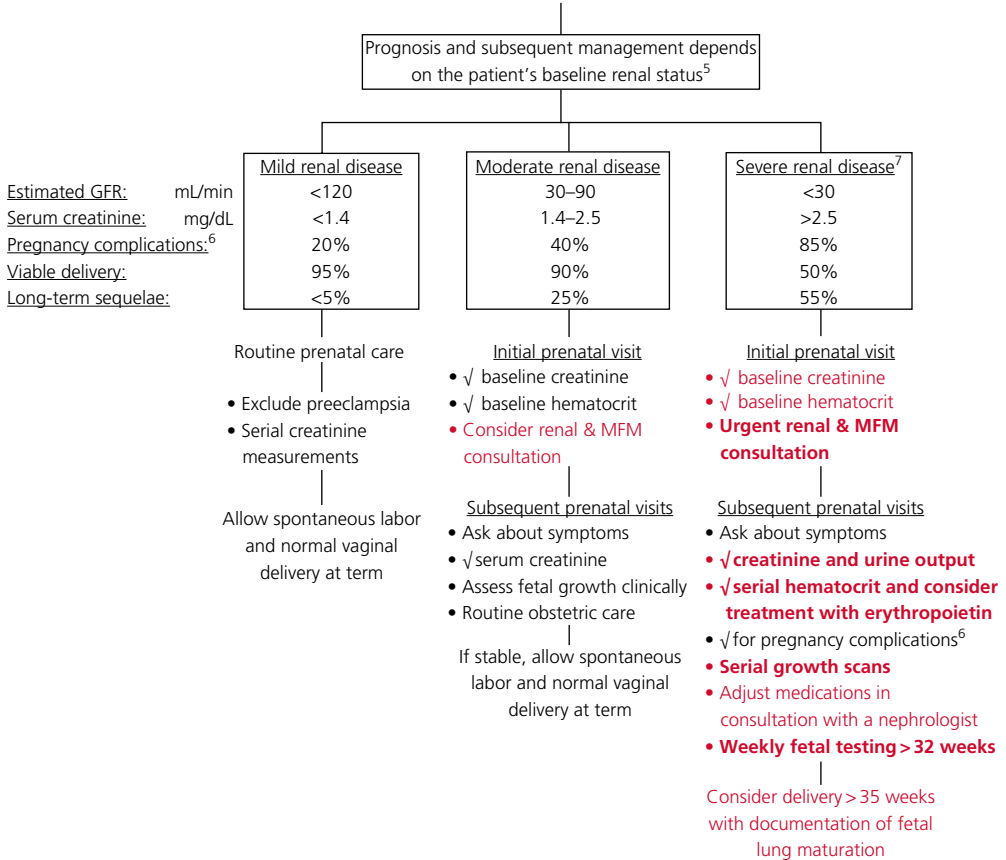 Prognosis and subsequent management depends
on the patient's baseline renal status5
Mild renal disease Moderate renal disease Severe renal disease7
Estimated GFR: mL/min <120 30–90 <30
Serum creatinine: mg/dL <1.4 1.4–2.5 >2.5
Pregnancy complications:6 20% 40% 85%
Viable delivery: 95% 90% 50%
Long-term sequelae: <5% 25% 55%
Routine prenatal care
• Exclude preeclampsia
• Serial creatinine
measurements
Allow spontaneous labor
and normal vaginal
delivery at term
Initial prenatal visit
• √ baseline creatinine
• √ baseline hematocrit
• Consider renal & MFM
consultation
Subsequent prenatal visits
• Ask about symptoms
• √ serum creatinine
• Assess fetal growth clinically
• Routine obstetric care
If stable, allow spontaneous
labor and normal vaginal
delivery at term
Initial prenatal visit
• √ baseline creatinine
• √ baseline hematocrit
• Urgent renal & MFM
consultation
Subsequent prenatal visits
• Ask about symptoms
• √ creatinine and urine output
• √ serial hematocrit and consider
treatment with erythropoietin
• √ for pregnancy complications6
• Serial growth scans
• Adjust medications in
consultation with a nephrologist
• Weekly fetal testing > 32 weeks
Consider delivery > 35 weeks
with documentation of fetal
lung maturation